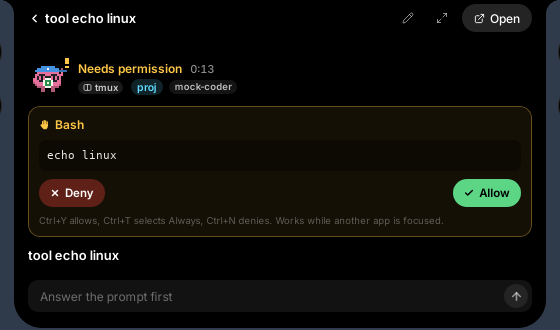 tool echo linux
Open
Needs permission 0:13
tmux proj mock-coder
Bash
echo linux
Deny
Allow
Ctrl+Y allows, Ctrl+T selects Always, Ctrl+N denies. Works while another app is focused.
tool echo linux
Answer the prompt first